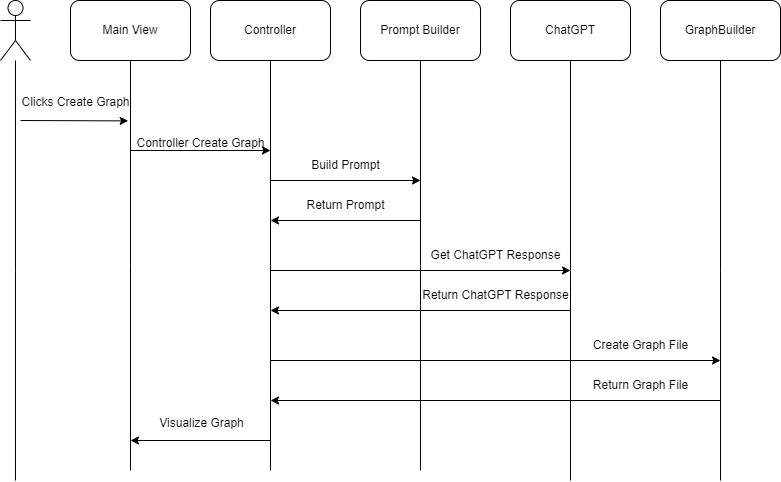 Main View
Controller
Prompt Builder
ChatGPT
GraphBuilder
Clicks Create Graph
Controller Create Graph
Build Prompt
Return Prompt
Get ChatGPT Response
Return ChatGPT Response
Create Graph File
Return Graph File
Visualize Graph